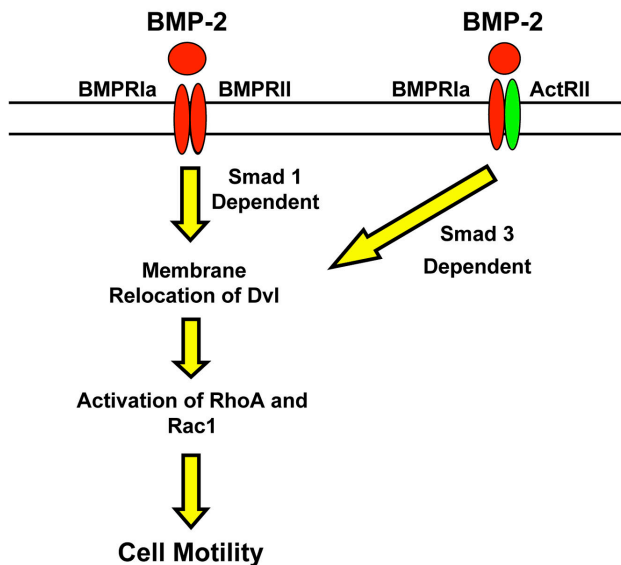 BMP-2
BMP-2
BMPRIa
BMPRII
BMPRIa
ActRII
Smad 1
Dependent
Smad 3
Dependent
Membrane
Relocation of Dvl
Activation of RhoA and
Rac1
Cell Motility